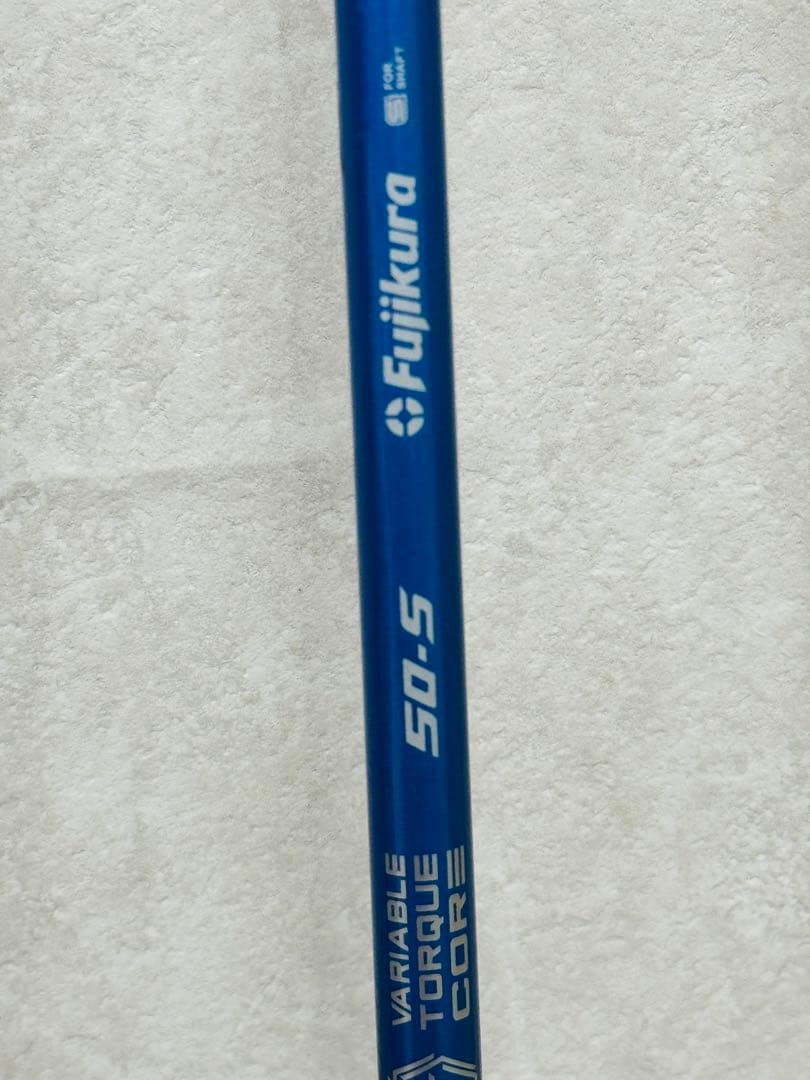 VARIABLE
TORQUE
CORE
50-S
Fujikura
S FOR
SHAFT